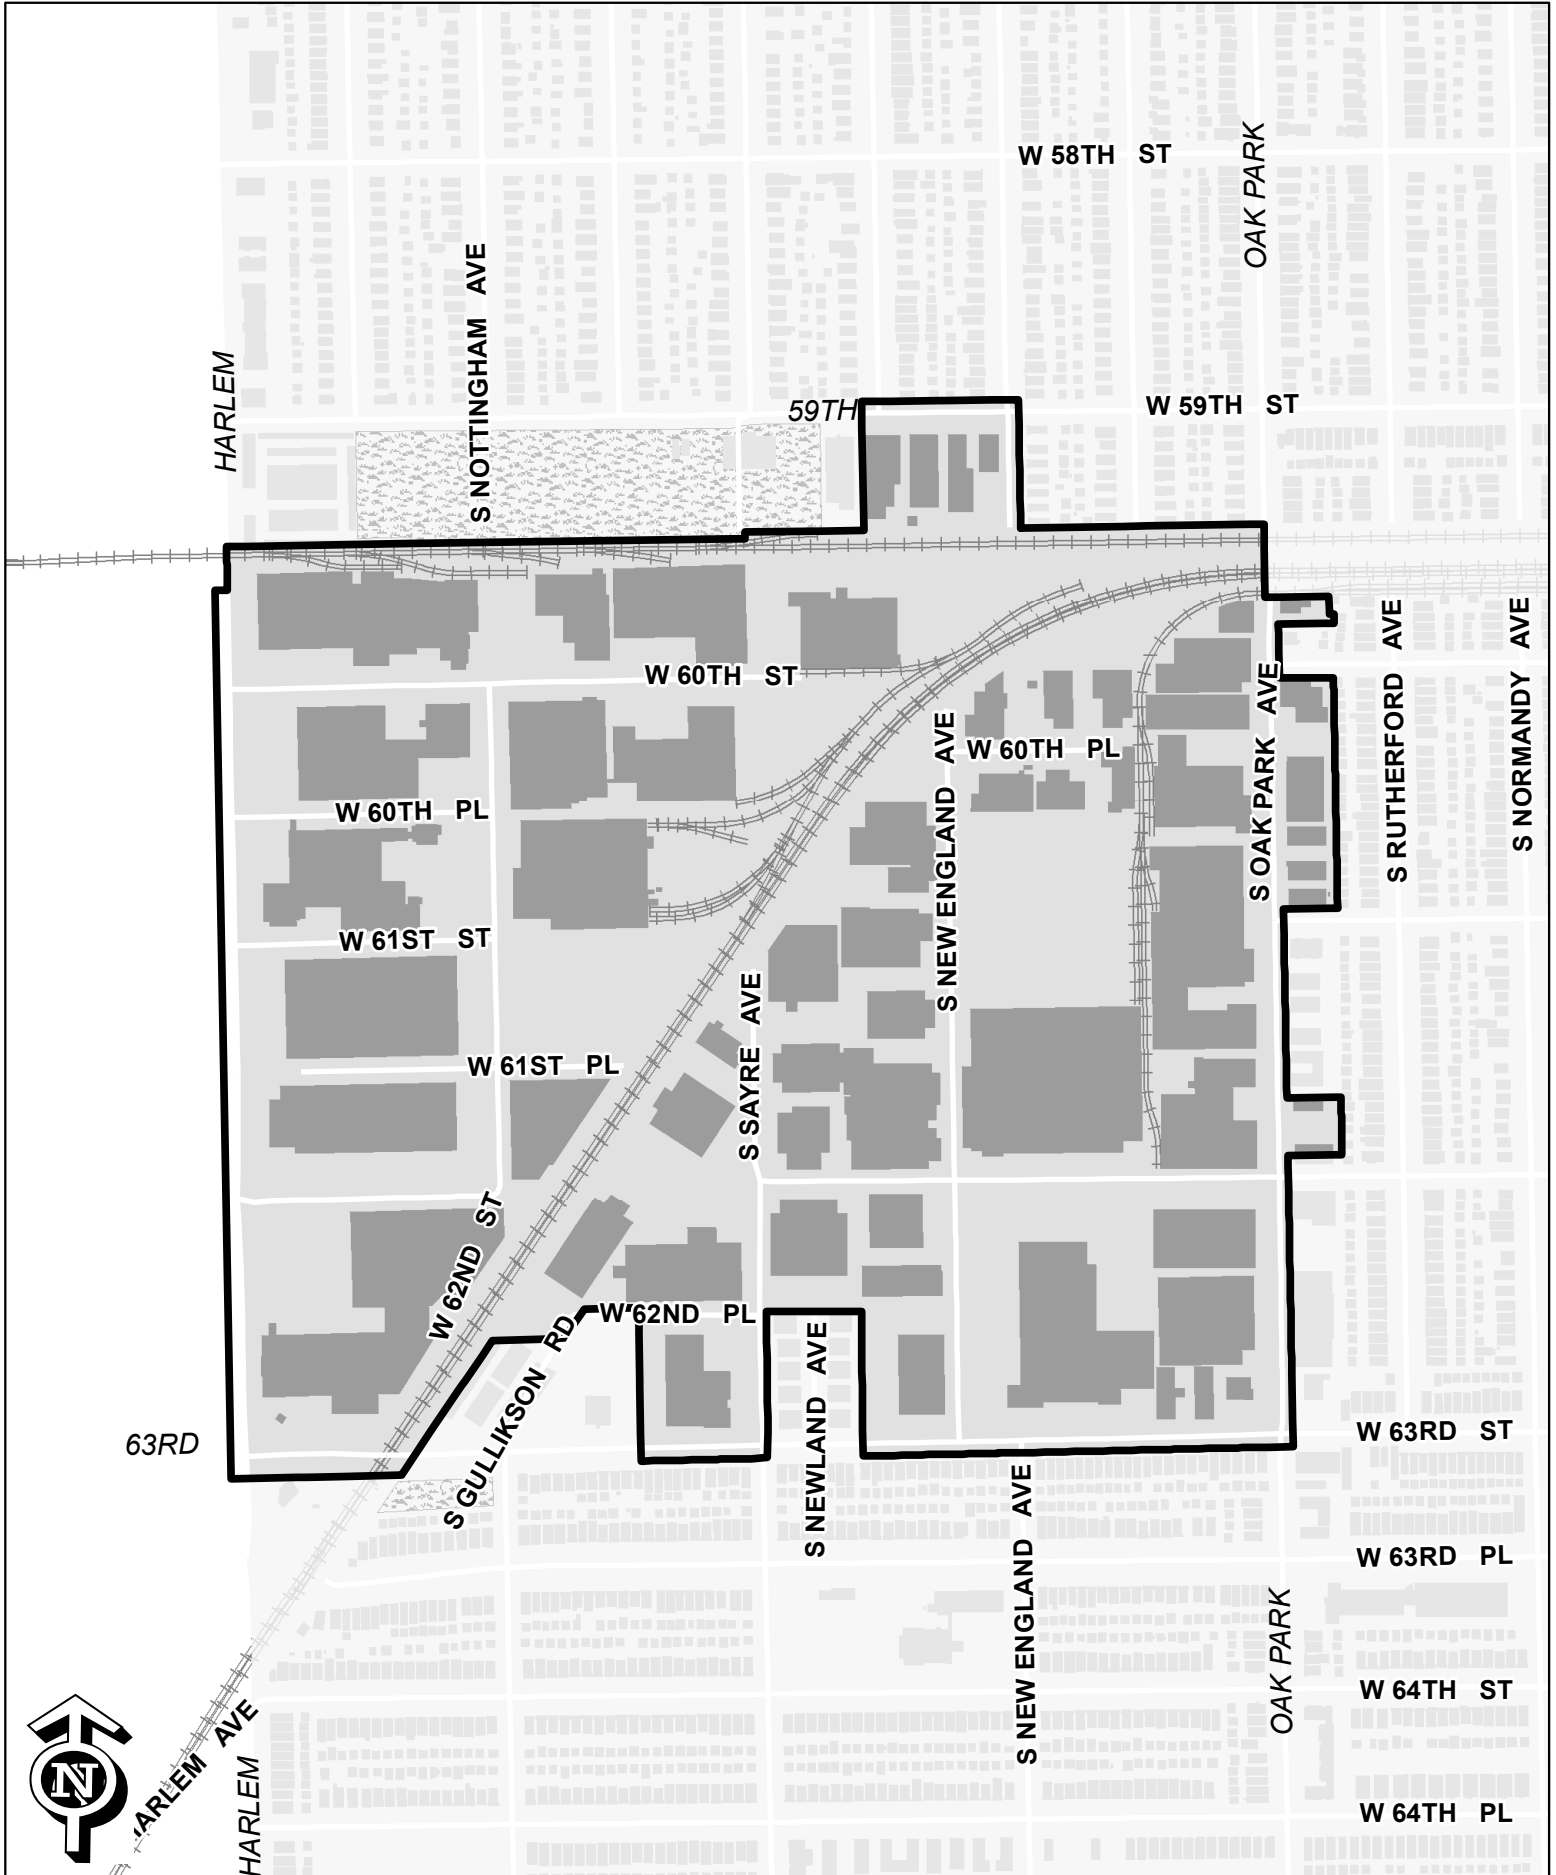 W 58TH ST
OAK PARK
S NOTTINGHAM AVE
HARLEM
59TH
W 59TH ST
W 60TH ST
S RUTHERFORD AVE
S NORMANDY AVE
S OAK PARK AVE
S NEW ENGLAND AVE
W 60TH PL
W 60TH PL
W 61ST ST
S SAYRE AVE
W 61ST PL
W 62ND ST
W 62ND PL
S GULLIKSON RD
S NEWLAND AVE
63RD
W 63RD ST
S NEW ENGLAND AVE
W 63RD PL
OAK PARK
W 64TH ST
N
HARLEM AVE
HARLEM
W 64TH PL